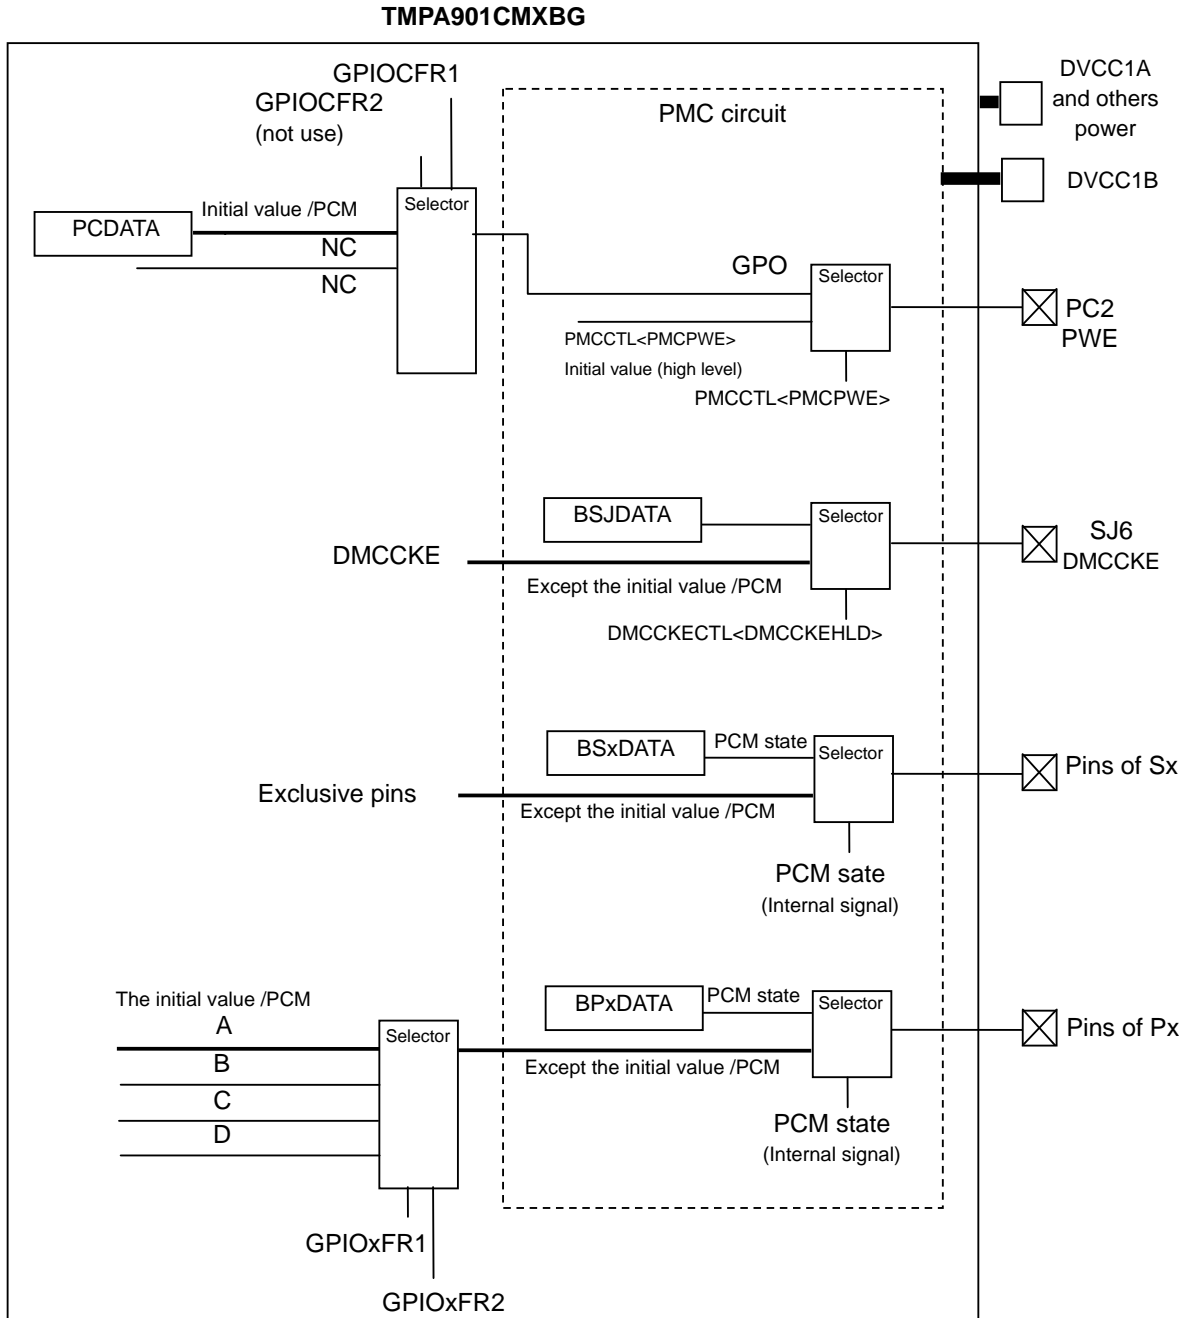 TMPA901CMXBG
GPIOCFR1
GPIOCFR2
(not use)
PMC circuit
DVCC1A
and others
power
DVCC1B
PCDATA
Initial value /PCM
NC
NC
Selector
GPO
Selector
PMCCTL<PMCPWE>
Initial value (high level)
PMCCTL<PMCPWE>
PC2
PWE
BSJDATA
Selector
DMCCKE
Except the initial value /PCM
DMCCKECTL<DMCCKEHLD>
SJ6
DMCCKE
BSxDATA
PCM state
Selector
Exclusive pins
Except the initial value /PCM
PCM sate
(Internal signal)
Pins of Sx
The initial value /PCM
A
B
C
D
Selector
BPxDATA
PCM state
Selector
Except the initial value /PCM
PCM state
(Internal signal)
Pins of Px
GPIOxFR1
GPIOxFR2